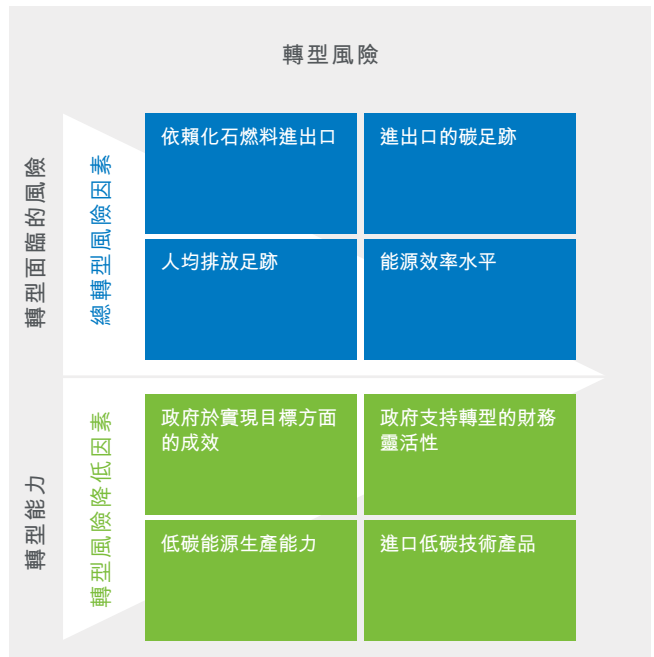 轉型風險
轉型面臨的風險
總轉型風險因素
依賴化石燃料進出口
進出口的碳足跡
人均排放足跡
能源效率水平
轉型能力
轉型風險降低因素
政府於實現目標方面
的成效
政府支持轉型的財務
靈活性
低碳能源生產能力
進口低碳技術產品